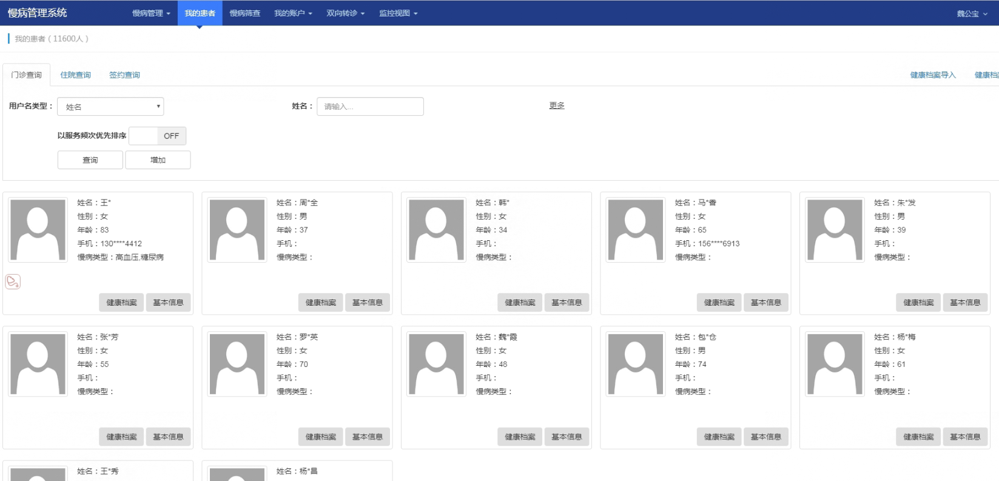 慢病管理系统 慢病管理 我的患者 慢病筛查 我的账户 双向转诊 监控视图 魏公宝
我的患者（11600人）
门诊查询 住院查询 签约查询 健康档案导入 健康档
用户名类型： 姓名 姓名： 请输入... 更多
以服务频次优先排序 OFF
查询 增加
姓名：王*
性别：女
年龄：83
手机：130****4412
慢病类型：高血压,糖尿病
健康档案 基本信息
姓名：周*全
性别：男
年龄：37
手机：
慢病类型：
健康档案 基本信息
姓名：韩*
性别：女
年龄：34
手机：
慢病类型：
健康档案 基本信息
姓名：马*香
性别：女
年龄：65
手机：156****6913
慢病类型：
健康档案 基本信息
姓名：朱*发
性别：男
年龄：39
手机：
慢病类型：
健康档案 基本信息
姓名：张*芳
性别：女
年龄：55
手机：
慢病类型：
健康档案 基本信息
姓名：罗*英
性别：女
年龄：70
手机：
慢病类型：
健康档案 基本信息
姓名：魏*霞
性别：女
年龄：48
手机：
慢病类型：
健康档案 基本信息
姓名：包*仓
性别：男
年龄：74
手机：
慢病类型：
健康档案 基本信息
姓名：杨*梅
性别：女
年龄：61
手机：
慢病类型：
健康档案 基本信息
姓名：王*秀
姓名：杨*昌